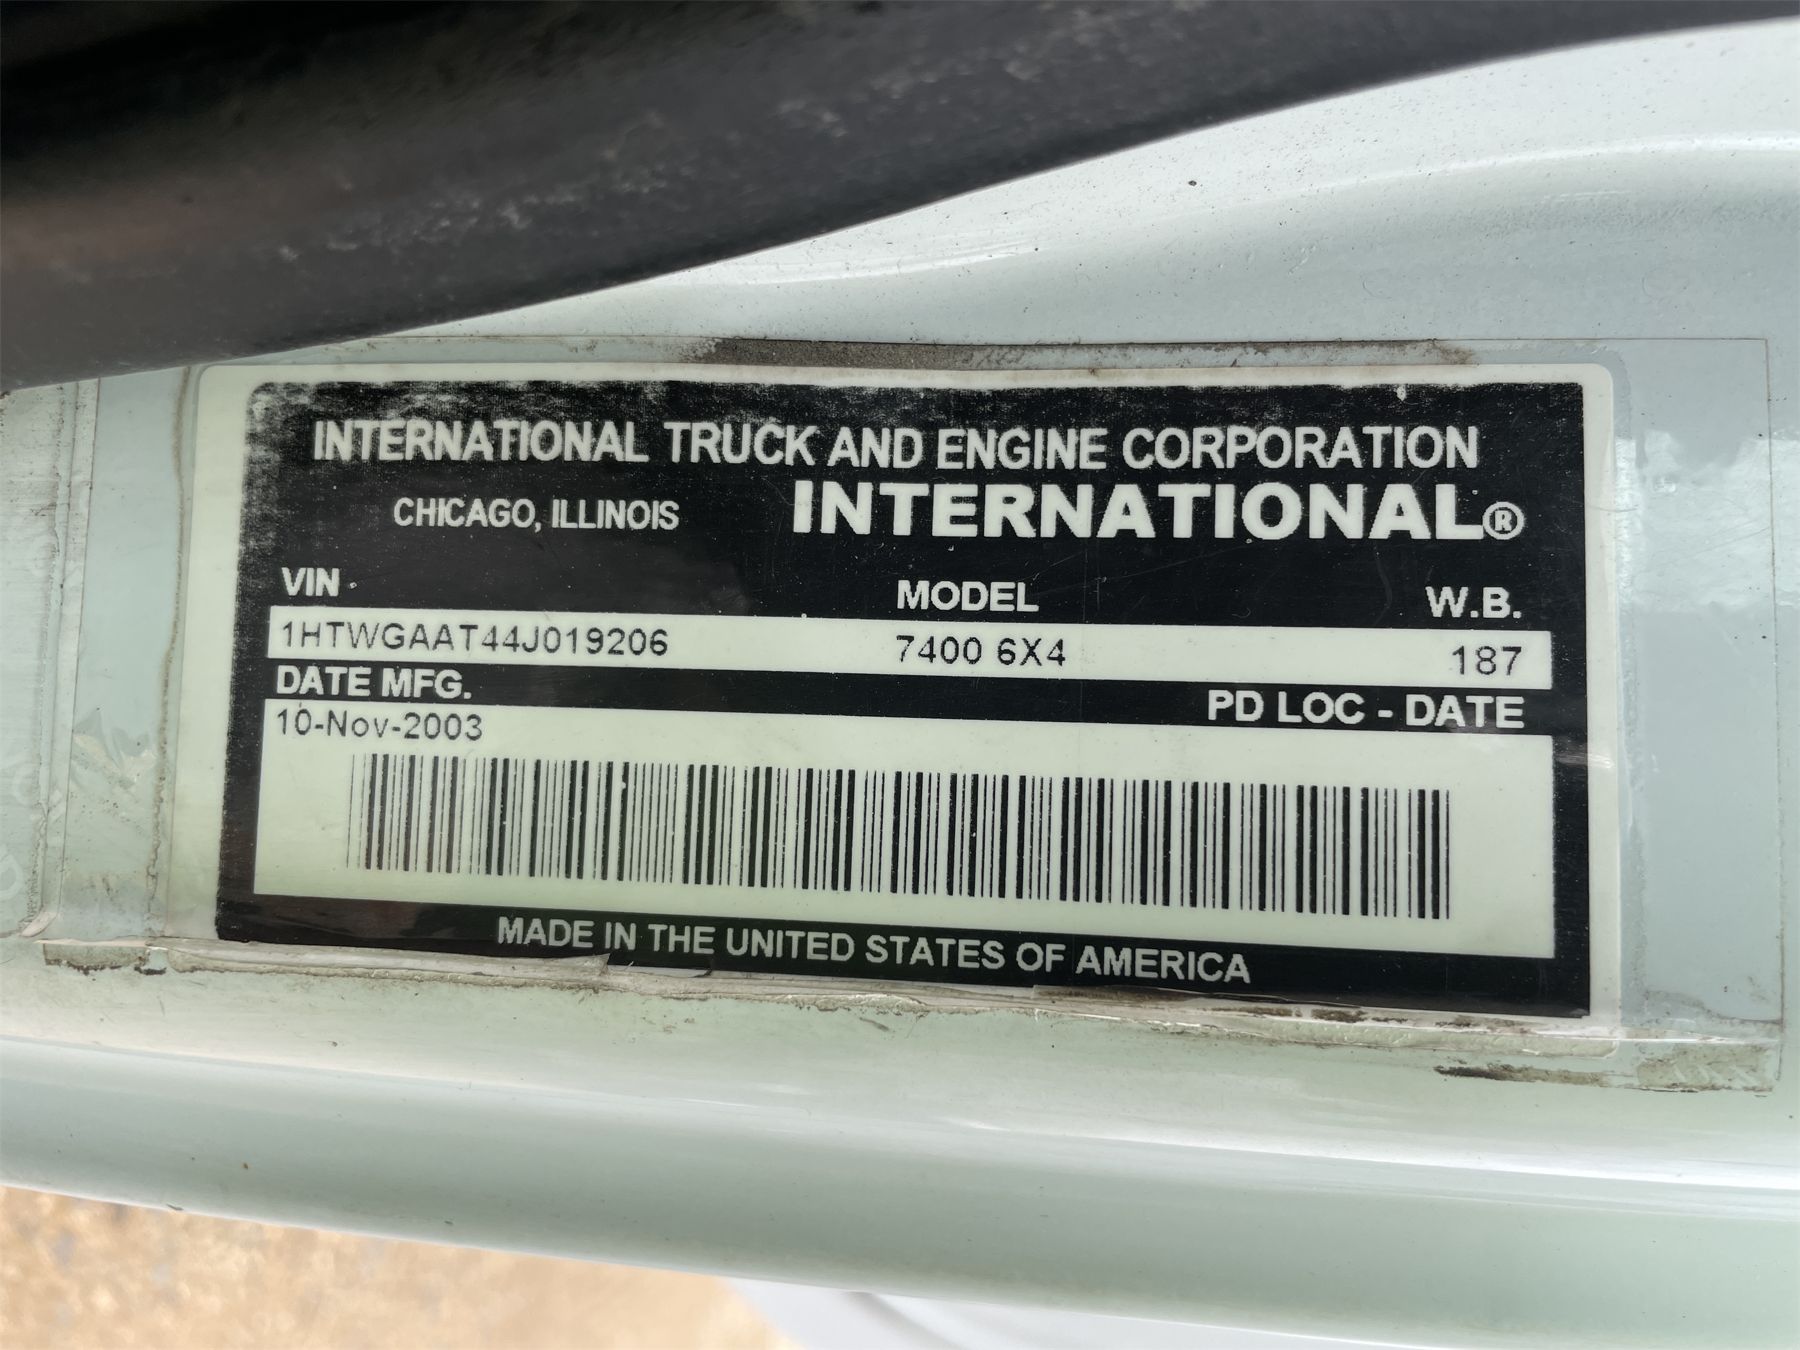 INTERNATIONAL TRUCK AND ENGINE CORPORATION
CHICAGO, ILLINOIS INTERNATIONAL®
VIN MODEL W.B.
1HTWGAAT44J019206 7400 6X4 187
DATE MFG. PD LOC - DATE
10-Nov-2003
MADE IN THE UNITED STATES OF AMERICA